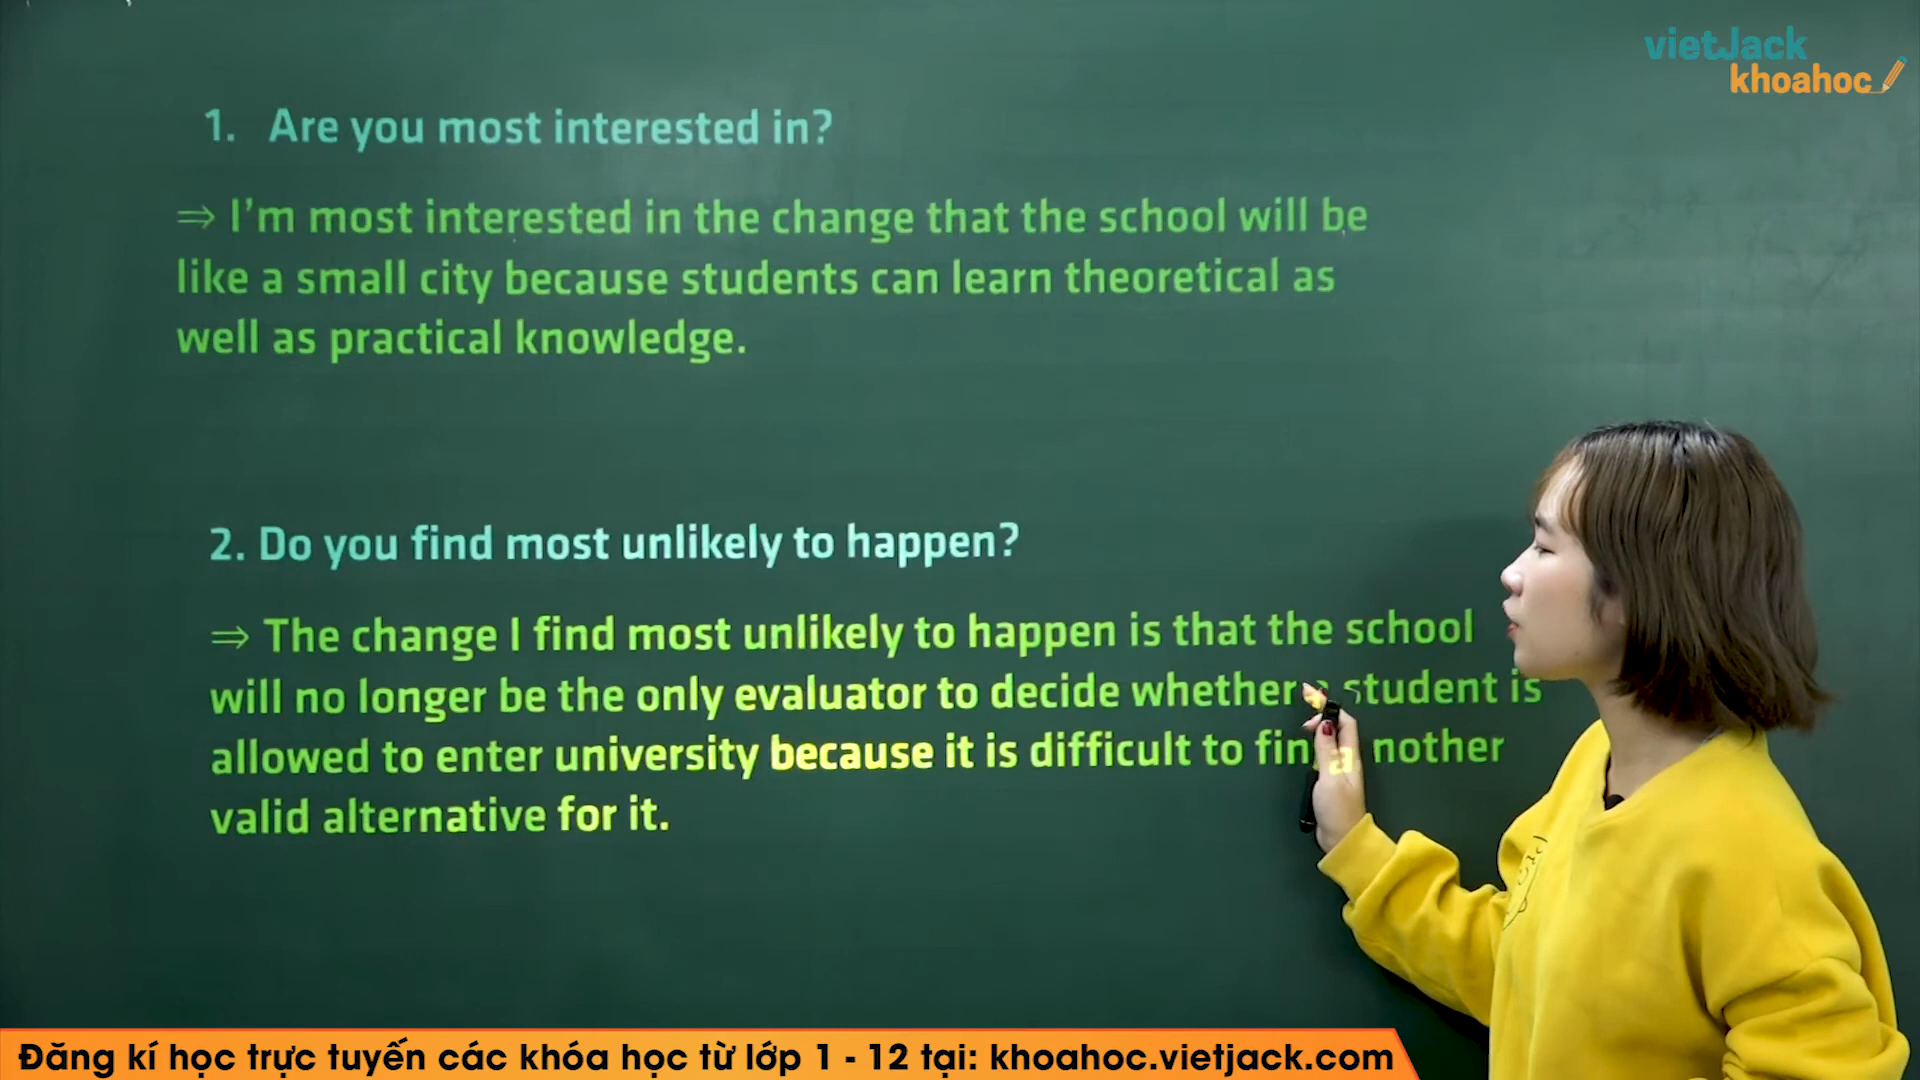 vietJack
khoahoc
1. Are you most interested in?
⇒ I'm most interested in the change that the school will be
like a small city because students can learn theoretical as
well as practical knowledge.
2. Do you find most unlikely to happen?
⇒ The change I find most unlikely to happen is that the school
will no longer be the only evaluator to decide whether student is
allowed to enter university because it is difficult to
valid alternative for it.
Đăng kí học trực tuyến các khóa học từ lớp 1 - 12 tại: khoahoc.vietjack.com